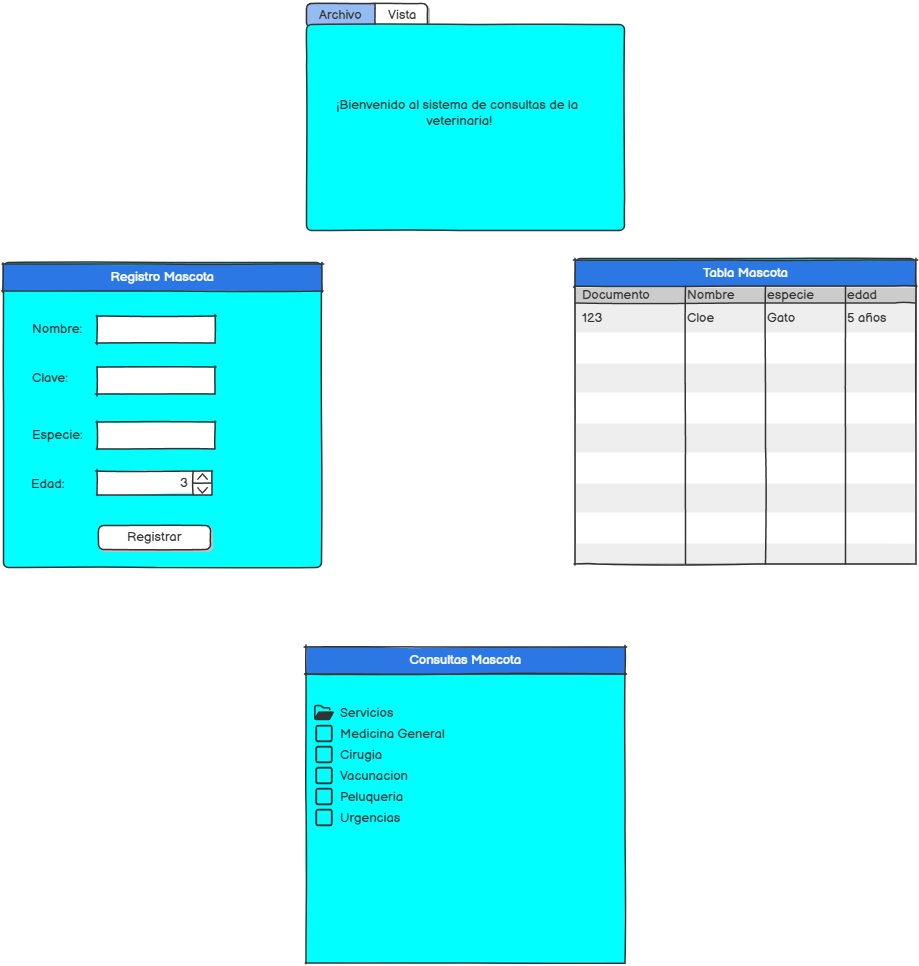 Archivo Vista
¡Bienvenido al sistema de consultas de la
veterinaria!
Registro Mascota
Nombre:
Clave:
Especie:
Edad: 3
Registrar
Tabla Mascota
Documento Nombre especie edad
123 Cloe Gato 5 años
Consultas Mascota
Servicios
Medicina General
Cirugia
Vacunacion
Peluqueria
Urgencias